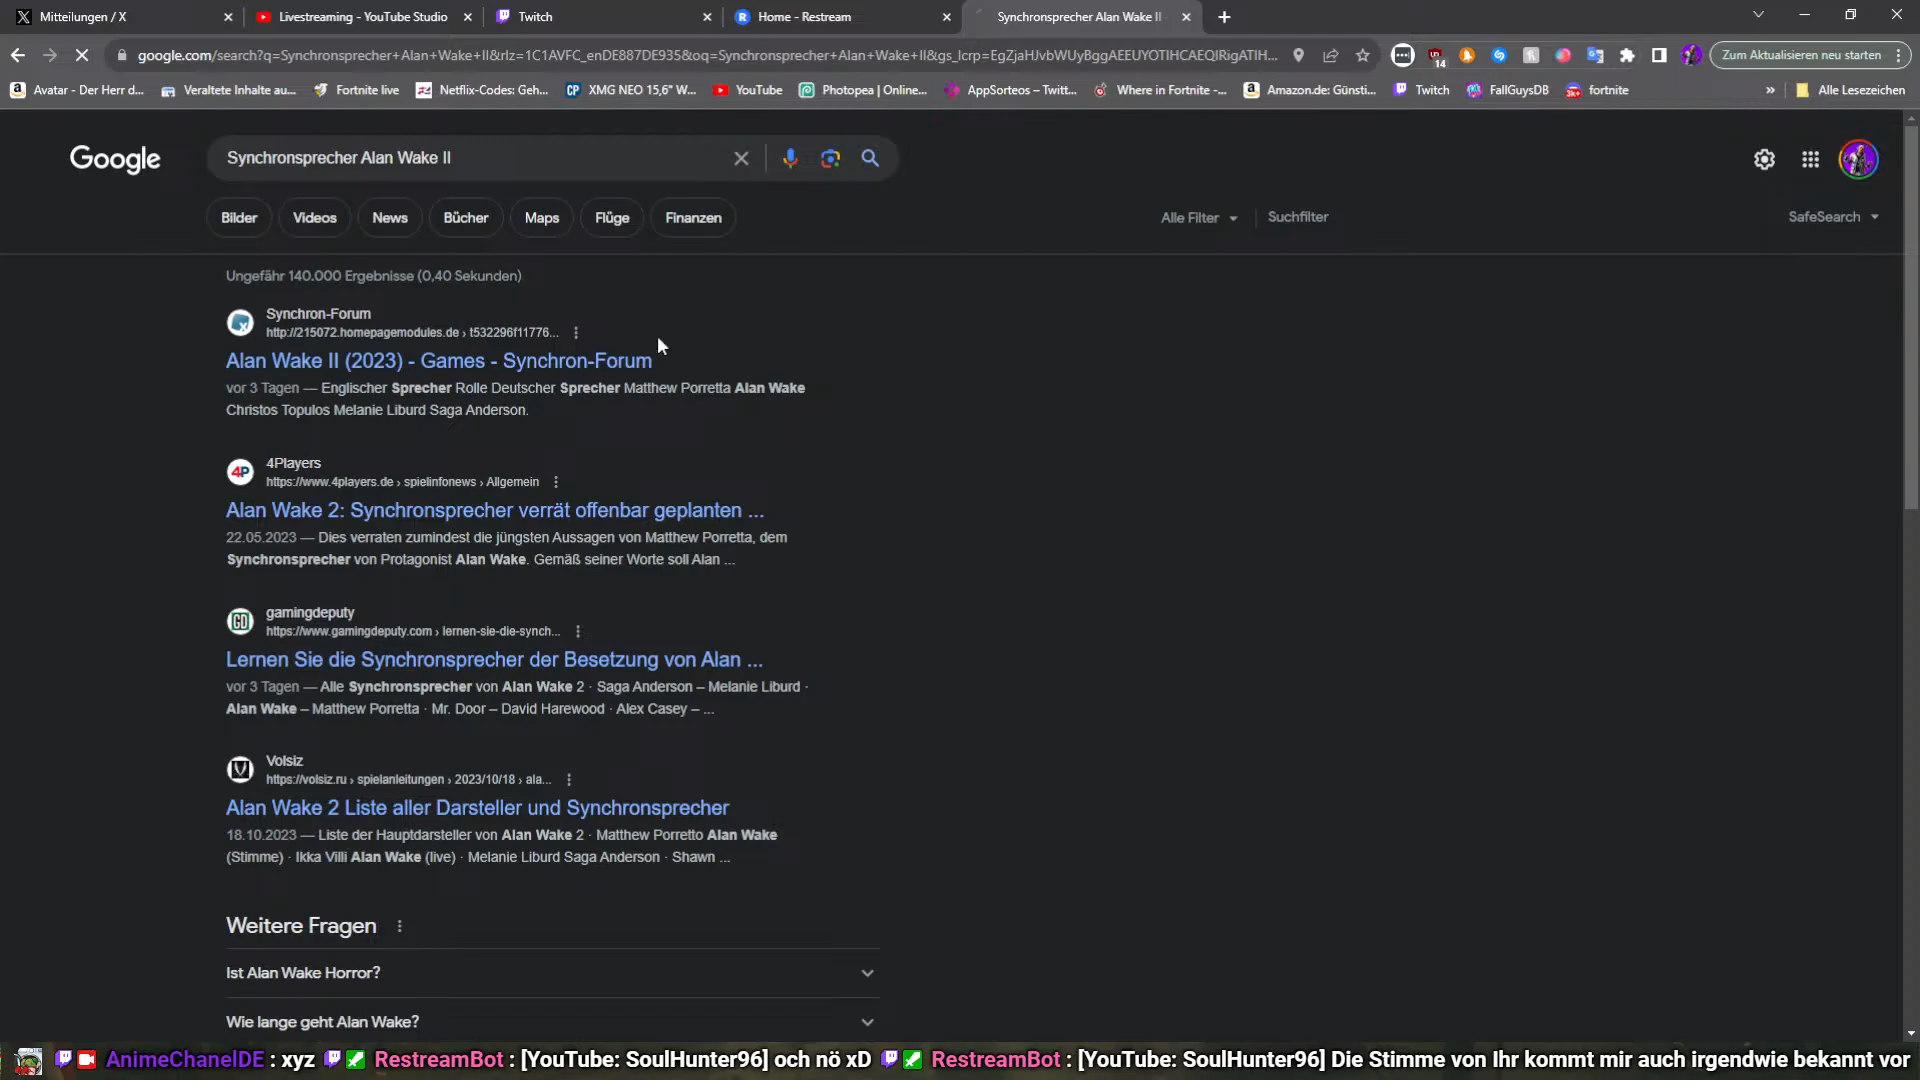 Mitteilungen / X
Livestreaming - YouTube Studio
Twitch
Home - Restream
Synchronsprecher Alan Wake II
google.com/search?q=Synchronsprecher+Alan+Wake+II&rlz=1C1AVFC_enDE887DE935&oq=Synchronsprecher+Alan+Wake+II&gs_lcrp=EgZjaHJvbWUyBggAEEUYOTIHCAEQIRigATIH...
14
Zum Aktualisieren neu starten
Avatar - Der Herr d...
Veraltete Inhalte au...
Fortnite live
Netflix-Codes: Geh...
XMG NEO 15,6" W...
YouTube
Photopea | Online...
AppSorteos – Twitt...
Where in Fortnite -...
Amazon.de: Günsti...
Twitch
FallGuysDB
fortnite
»
Alle Lesezeichen
Google
Synchronsprecher Alan Wake II
Bilder
Videos
News
Bücher
Maps
Flüge
Finanzen
Alle Filter
Suchfilter
SafeSearch
Ungefähr 140.000 Ergebnisse (0,40 Sekunden)
Synchron-Forum
http://215072.homepagemodules.de › t532296f11776...
Alan Wake II (2023) - Games - Synchron-Forum
vor 3 Tagen — Englischer Sprecher Rolle Deutscher Sprecher Matthew Porretta Alan Wake
Christos Topulos Melanie Liburd Saga Anderson.
4P
4Players
https://www.4players.de › spielinfonews › Allgemein
Alan Wake 2: Synchronsprecher verrät offenbar geplanten ...
22.05.2023 — Dies verraten zumindest die jüngsten Aussagen von Matthew Porretta, dem
Synchronsprecher von Protagonist Alan Wake. Gemäß seiner Worte soll Alan ...
GD
gamingdeputy
https://www.gamingdeputy.com › lernen-sie-die-synch...
Lernen Sie die Synchronsprecher der Besetzung von Alan ...
vor 3 Tagen — Alle Synchronsprecher von Alan Wake 2 · Saga Anderson – Melanie Liburd ·
Alan Wake – Matthew Porretta · Mr. Door – David Harewood · Alex Casey – ...
Volsiz
https://volsiz.ru › spielanleitungen › 2023/10/18 › ala...
Alan Wake 2 Liste aller Darsteller und Synchronsprecher
18.10.2023 — Liste der Hauptdarsteller von Alan Wake 2 · Matthew Porretto Alan Wake
(Stimme) · Ikka Villi Alan Wake (live) · Melanie Liburd Saga Anderson · Shawn ...
Weitere Fragen
Ist Alan Wake Horror?
Wie lange geht Alan Wake?
AnimeChanelDE : xyz RestreamBot : [YouTube: SoulHunter96] och nö xD RestreamBot : [YouTube: SoulHunter96] Die Stimme von Ihr kommt mir auch irgendwie bekannt vor